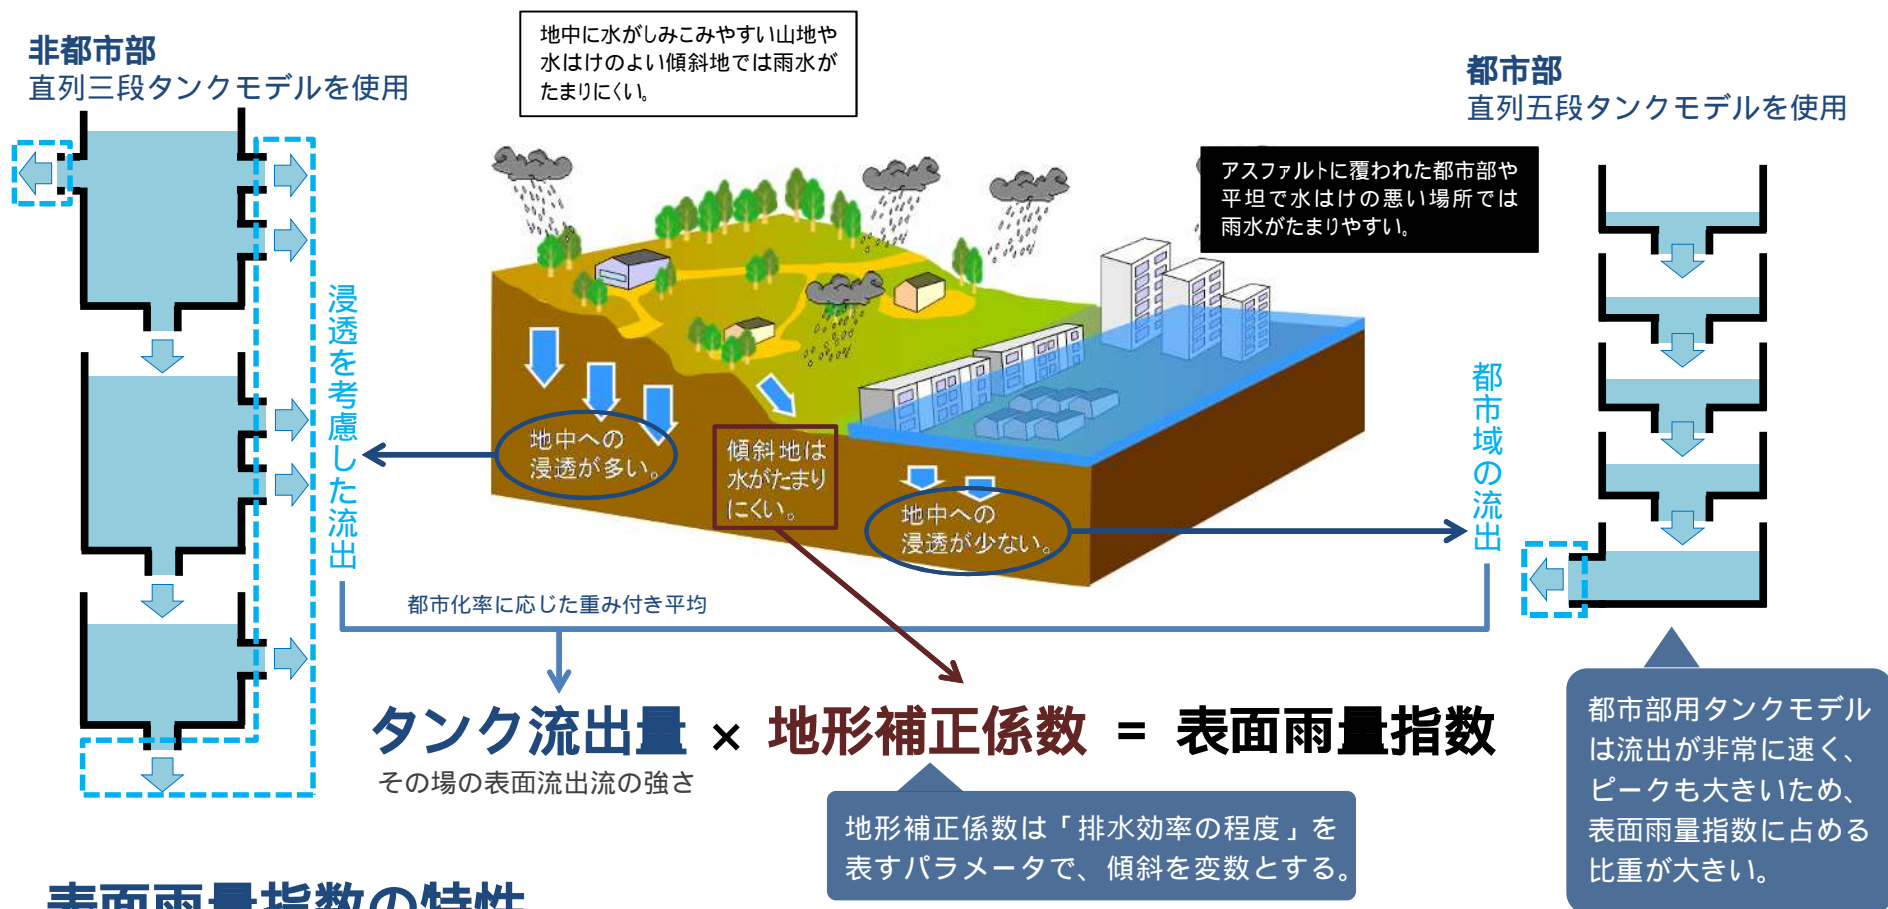 非都市部
直列三段タンクモデルを使用
地中に水がしみこみやすい山地や
水はけのよい傾斜地では雨水が
たまりにくい。
都市部
直列五段タンクモデルを使用
アスファルトに覆われた都市部や
平坦で水はけの悪い場所では
雨水がたまりやすい。
浸透を考慮した流出
地中への
浸透が多い。
傾斜地は
水がたまり
にくい。
地中への
浸透が少ない。
都市域の流出
都市化率に応じた重み付き平均
タンク流出量 × 地形補正係数 = 表面雨量指数
その場の表面流出流の強さ
地形補正係数は「排水効率の程度」を
表すパラメータで、傾斜を変数とする。
都市部用タンクモデル
は流出が非常に速く、
ピークも大きいため、
表面雨量指数に占める
比重が大きい。
表面雨量指数の特性